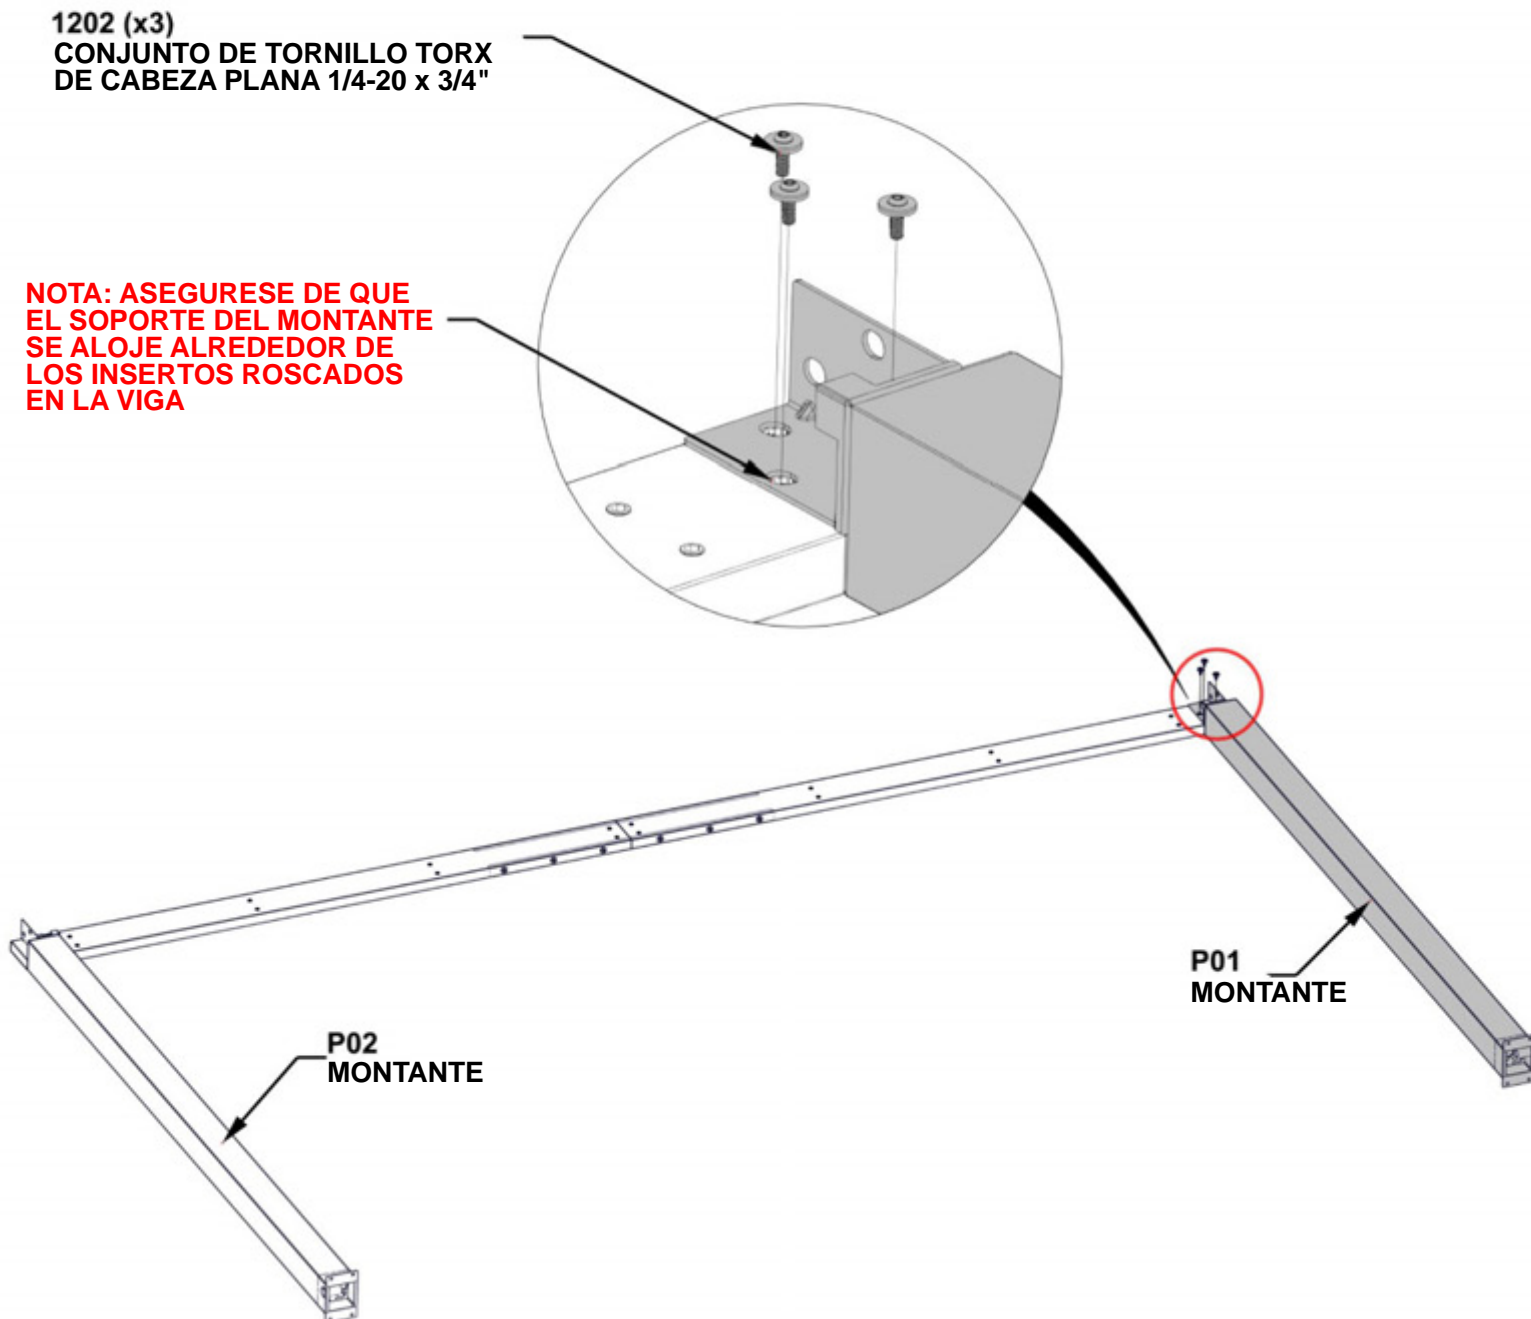 1202 (x3)
CONJUNTO DE TORNILLO TORX
DE CABEZA PLANA 1/4-20 x 3/4"
NOTA: ASEGURESE DE QUE
EL SOPORTE DEL MONTANTE
SE ALOJE ALREDEDOR DE
LOS INSERTOS ROSCADOS
EN LA VIGA
P01
MONTANTE
P02
MONTANTE